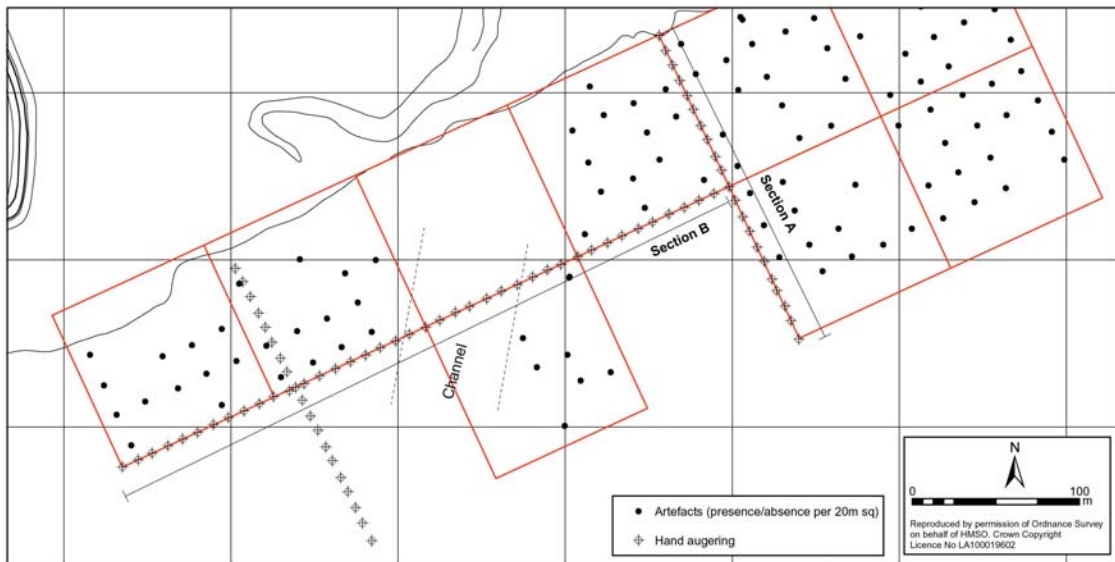 Section A
Section B
Channel
Artefacts (presence/absence per 20m sq)
Hand augering
N
0 100
m
Reproduced by permission of Ordnance Survey
on behalf of HMSO. Crown Copyright
Licence No LA100019602